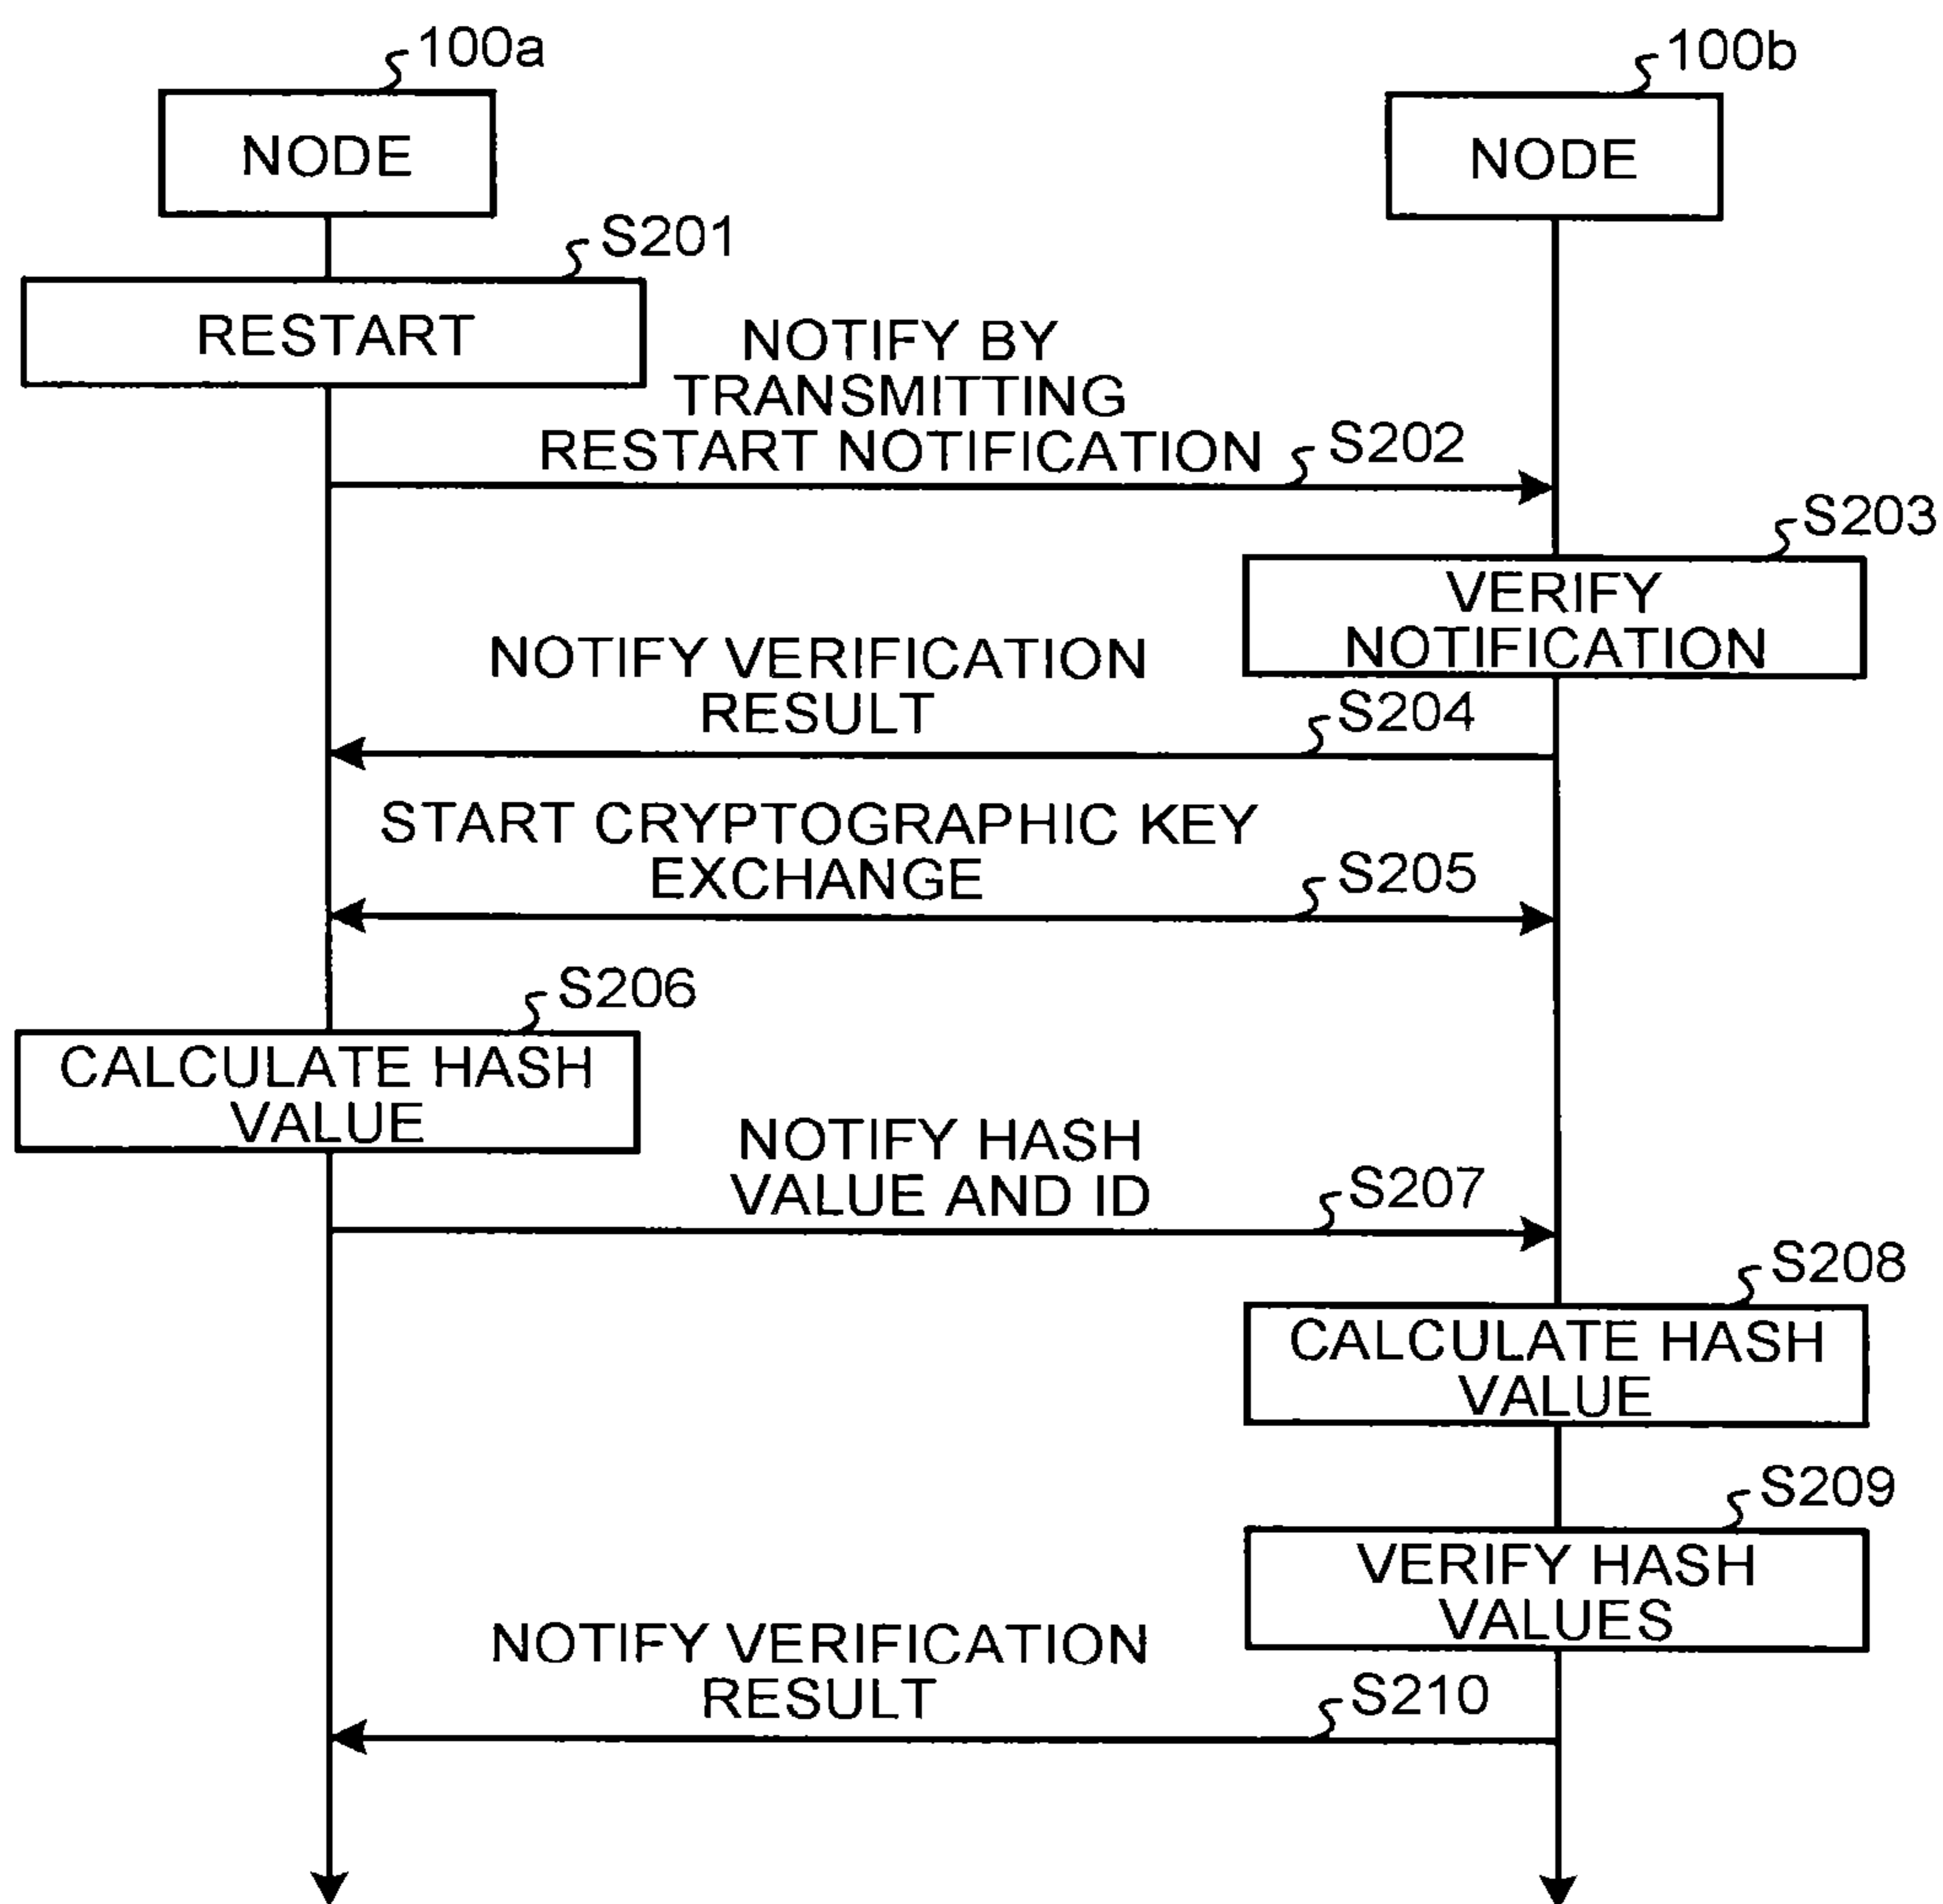 100a
100b
NODE
NODE
S201
RESTART
NOTIFY BY
TRANSMITTING
RESTART NOTIFICATION
S202
S203
VERIFY
NOTIFICATION
NOTIFY VERIFICATION
RESULT
S204
START CRYPTOGRAPHIC KEY
EXCHANGE
S205
S206
CALCULATE HASH
VALUE
NOTIFY HASH
VALUE AND ID
S207
S208
CALCULATE HASH
VALUE
S209
VERIFY HASH
VALUES
NOTIFY VERIFICATION
RESULT
S210